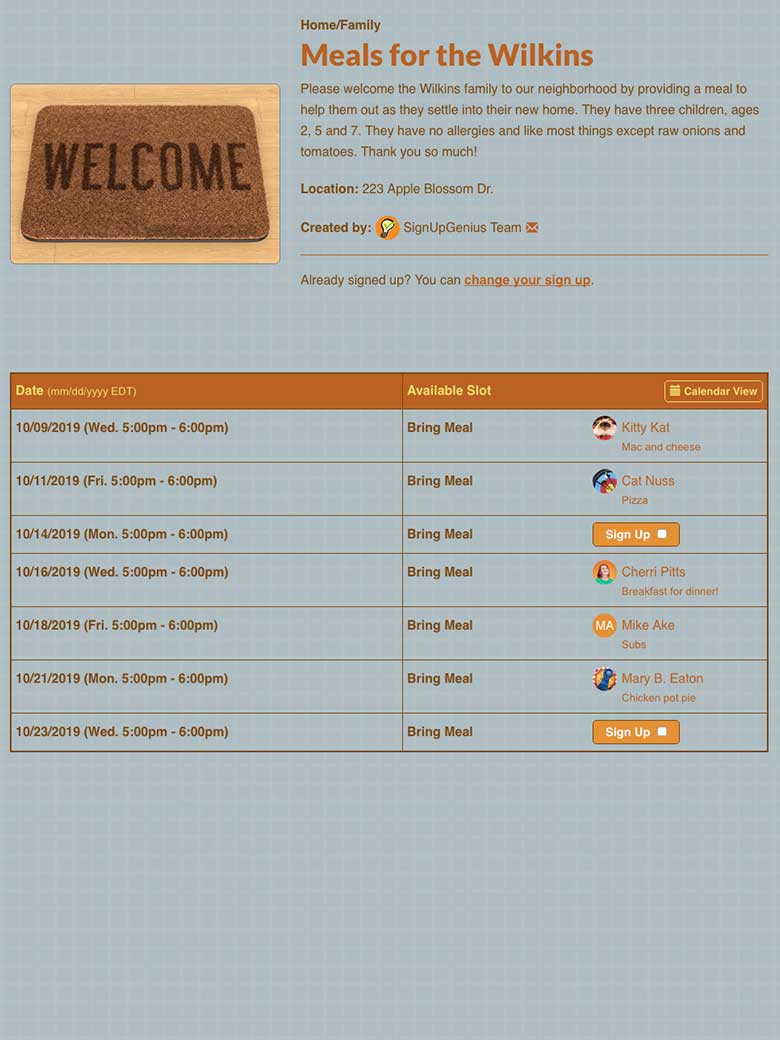 Home/Family
Meals for the Wilkins
Please welcome the Wilkins family to our neighborhood by providing a meal to
help them out as they settle into their new home. They have three children, ages
2, 5 and 7. They have no allergies and like most things except raw onions and
tomatoes. Thank you so much!
WELCOME
Location: 223 Apple Blossom Dr.
Created by: SignUpGenius Team
Already signed up? You can change your sign up.
Date (mm/dd/yyyy EDT) Available Slot Calendar View
10/09/2019 (Wed. 5:00pm - 6:00pm) Bring Meal Kitty Kat
Mac and cheese
10/11/2019 (Fri. 5:00pm - 6:00pm) Bring Meal Cat Nuss
Pizza
10/14/2019 (Mon. 5:00pm - 6:00pm) Bring Meal Sign Up
10/16/2019 (Wed. 5:00pm - 6:00pm) Bring Meal Cherri Pitts
Breakfast for dinner!
10/18/2019 (Fri. 5:00pm - 6:00pm) Bring Meal MA Mike Ake
Subs
10/21/2019 (Mon. 5:00pm - 6:00pm) Bring Meal Mary B. Eaton
Chicken pot pie
10/23/2019 (Wed. 5:00pm - 6:00pm) Bring Meal Sign Up